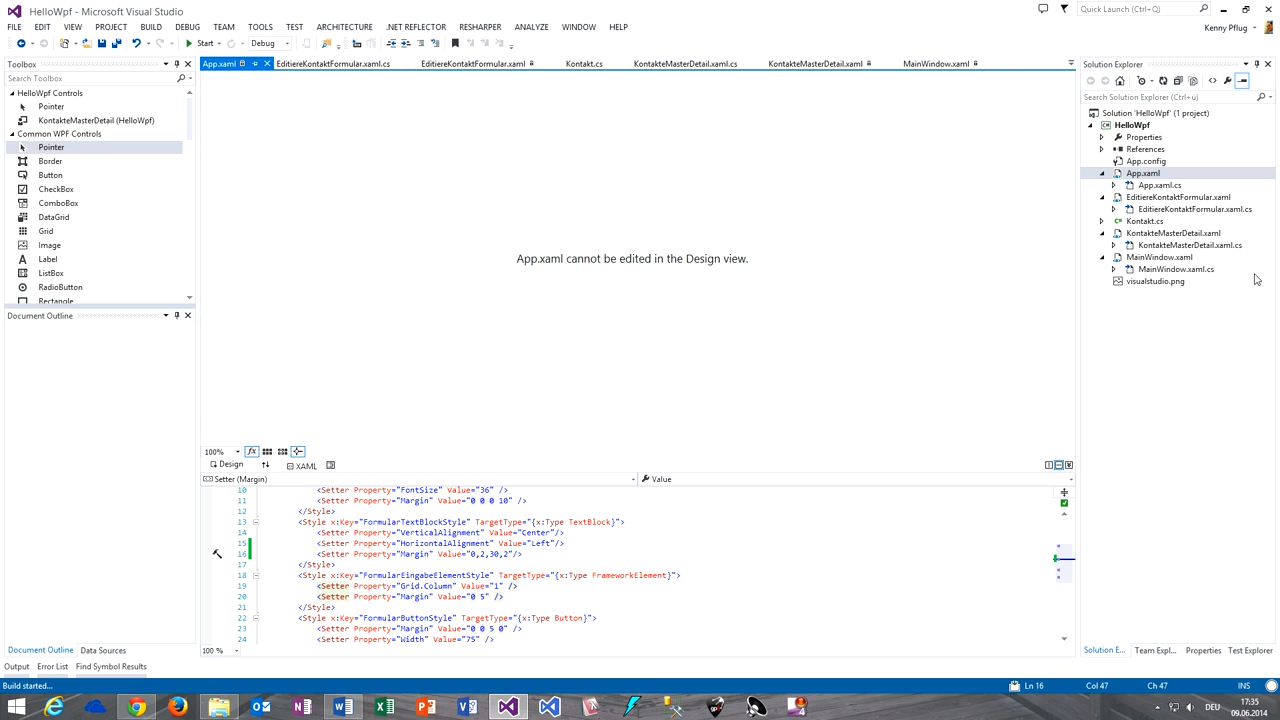 HelloWpf - Microsoft Visual Studio
Quick Launch (Ctrl+Q)
FILE EDIT VIEW PROJECT BUILD DEBUG TEAM TOOLS TEST ARCHITECTURE .NET REFLECTOR RESHARPER ANALYZE WINDOW HELP
Kenny Pflug
Start Debug
Toolbox
Search Toolbox
HelloWpf Controls
Pointer
KontakteMasterDetail (HelloWpf)
Common WPF Controls
Pointer
Border
Button
CheckBox
ComboBox
DataGrid
Grid
Image
Label
ListBox
RadioButton
Rectangle
Document Outline
Document Outline Data Sources
App.xaml EditiereKontaktFormular.xaml.cs EditiereKontaktFormular.xaml Kontakt.cs KontakteMasterDetail.xaml.cs KontakteMasterDetail.xaml MainWindow.xaml
App.xaml cannot be edited in the Design view.
100% fx
Design XAML
Setter (Margin) Value
10 <Setter Property="FontSize" Value="36" />
11 <Setter Property="Margin" Value="0 0 0 10" />
12 </Style>
13 <Style x:Key="FormularTextBlockStyle" TargetType="{x:Type TextBlock}">
14 <Setter Property="VerticalAlignment" Value="Center"/>
15 <Setter Property="HorizontalAlignment" Value="Left"/>
16 <Setter Property="Margin" Value="0,2,30,2"/>
17 </Style>
18 <Style x:Key="FormularEingabeElementStyle" TargetType="{x:Type FrameworkElement}">
19 <Setter Property="Grid.Column" Value="1" />
20 <Setter Property="Margin" Value="0 5" />
21 </Style>
22 <Style x:Key="FormularButtonStyle" TargetType="{x:Type Button}">
23 <Setter Property="Margin" Value="0 0 5 0" />
24 <Setter Property="Width" Value="75" />
100 %
Solution Explorer
Search Solution Explorer (Ctrl+ü)
Solution 'HelloWpf' (1 project)
HelloWpf
Properties
References
App.config
App.xaml
App.xaml.cs
EditiereKontaktFormular.xaml
EditiereKontaktFormular.xaml.cs
Kontakt.cs
KontakteMasterDetail.xaml
KontakteMasterDetail.xaml.cs
MainWindow.xaml
MainWindow.xaml.cs
visualstudio.png
Solution E... Team Expl... Properties Test Explorer
Output Error List Find Symbol Results
Build started... Ln 16 Col 47 Ch 47 INS
DEU
17:35
09.06.2014